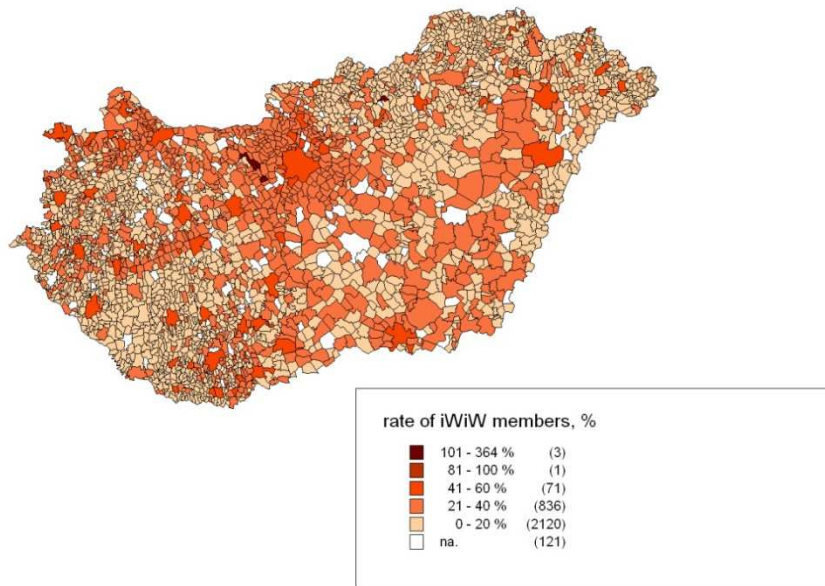 rate of iWiW members, %
101 - 364 % (3)
81 - 100 % (1)
41 - 60 % (71)
21 - 40 % (836)
0 - 20 % (2120)
na. (121)